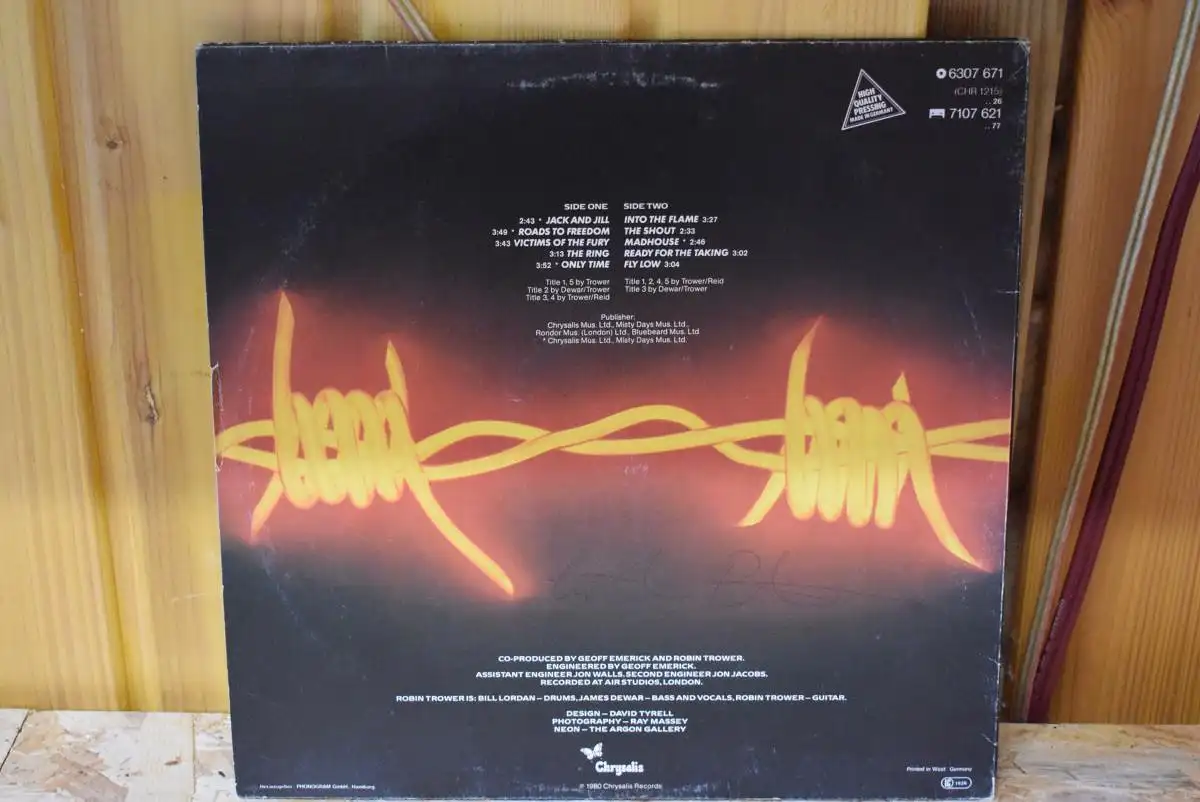 6307 671
(CHR 1215)
.. 26
7107 621
.. 77
HIGH
QUALITY
PRESSING
MADE IN GERMANY
SIDE ONE
2:43 * JACK AND JILL
3:49 * ROADS TO FREEDOM
3:43 VICTIMS OF THE FURY
3:13 THE RING
3:52 * ONLY TIME
Title 1, 5 by Trower
Title 2 by Dewar/Trower
Title 3, 4 by Trower/Reid
SIDE TWO
INTO THE FLAME 3:27
THE SHOUT 2:33
MADHOUSE * 2:46
READY FOR THE TAKING 3:02
FLY LOW 3:04
Title 1, 2, 4, 5 by Trower/Reid
Title 3 by Dewar/Trower
Publisher:
Chrysalis Mus. Ltd., Misty Days Mus. Ltd.,
Rondor Mus. (London) Ltd., Bluebeard Mus. Ltd
* Chrysalis Mus. Ltd., Misty Days Mus. Ltd.
CO-PRODUCED BY GEOFF EMERICK AND ROBIN TROWER.
ENGINEERED BY GEOFF EMERICK.
ASSISTANT ENGINEER JON WALLS. SECOND ENGINEER JON JACOBS.
RECORDED AT AIR STUDIOS, LONDON.
ROBIN TROWER IS: BILL LORDAN – DRUMS, JAMES DEWAR – BASS AND VOCALS, ROBIN TROWER – GUITAR.
DESIGN – DAVID TYRELL
PHOTOGRAPHY – RAY MASSEY
NEON – THE ARGON GALLERY
Chrysalis
℗ 1980 Chrysalis Records
Herausgeber: PHONOGRAM GmbH, Hamburg
Printed in West Germany